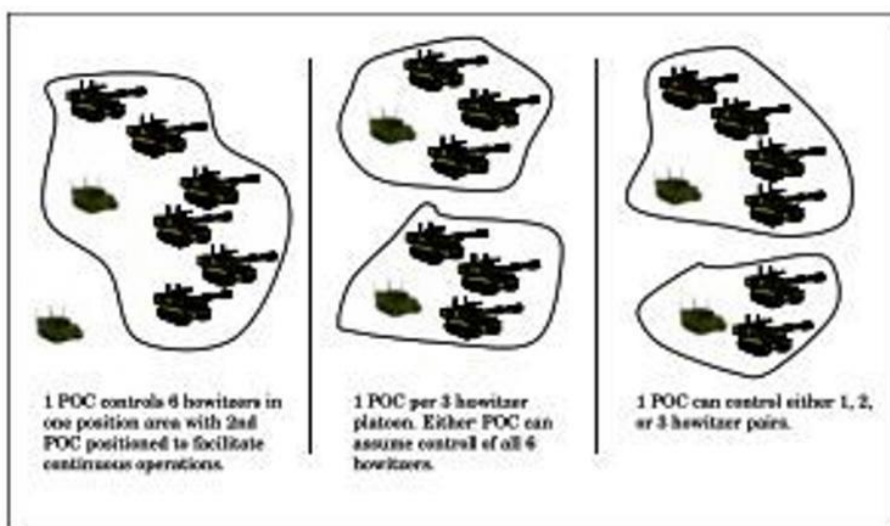 1 POC controls 6 howitzers in
one position area with 2nd
POC positioned to facilitate
continuous operations.
1 POC per 3 howitzer
platoon. Either POC can
assume control of all 6
howitzers.
1 POC can control either 1, 2,
or 3 howitzer pairs.